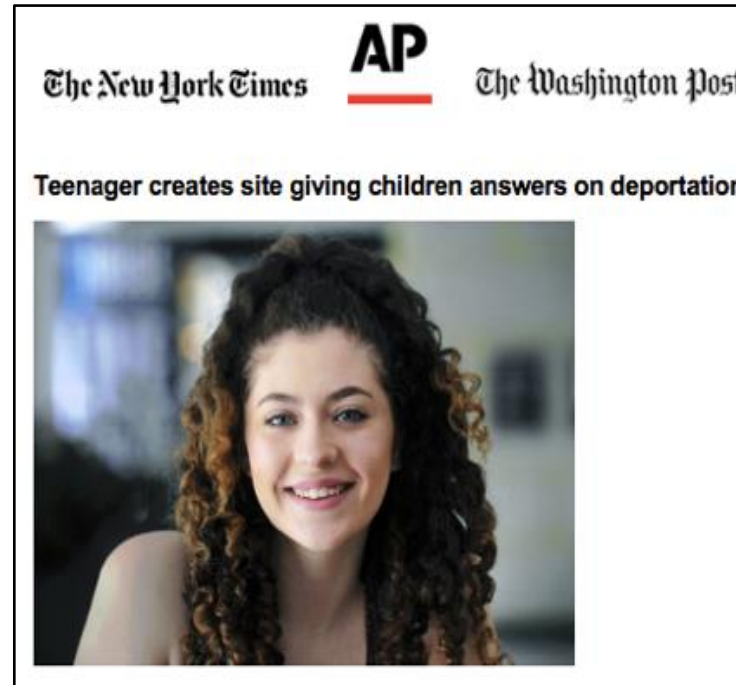 The New York Times
AP
The Washington Post
Teenager creates site giving children answers on deportation